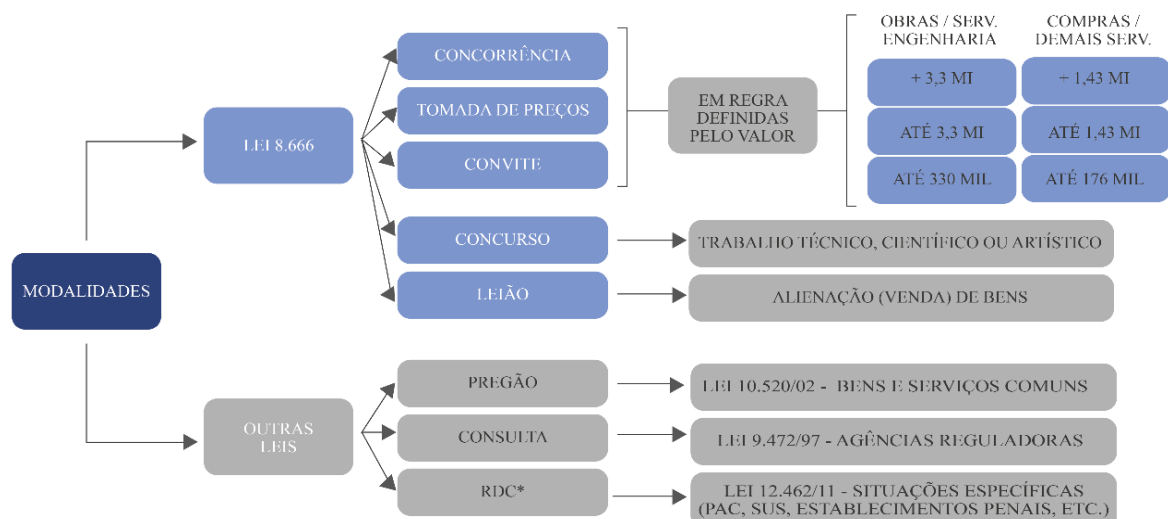 OBRAS / SERV.
ENGENHARIA
COMPRAS /
DEMAIS SERV.
CONCORRÊNCIA
+ 3,3 MI
+ 1,43 MI
TOMADA DE PREÇOS
EM REGRA
DEFINIDAS
PELO VALOR
LEI 8.666
ATÉ 3,3 MI
ATÉ 1,43 MI
CONVITE
ATÉ 330 MIL
ATÉ 176 MIL
CONCURSO
TRABALHO TÉCNICO, CIENTÍFICO OU ARTÍSTICO
MODALIDADES
LEIÃO
ALIENAÇÃO (VENDA) DE BENS
PREGÃO
LEI 10.520/02 - BENS E SERVIÇOS COMUNS
OUTRAS
LEIS
CONSULTA
LEI 9.472/97 - AGÊNCIAS REGULADORAS
RDC*
LEI 12.462/11 - SITUAÇÕES ESPECÍFICAS
(PAC, SUS, ESTABLECIMENTOS PENAIS, ETC.)